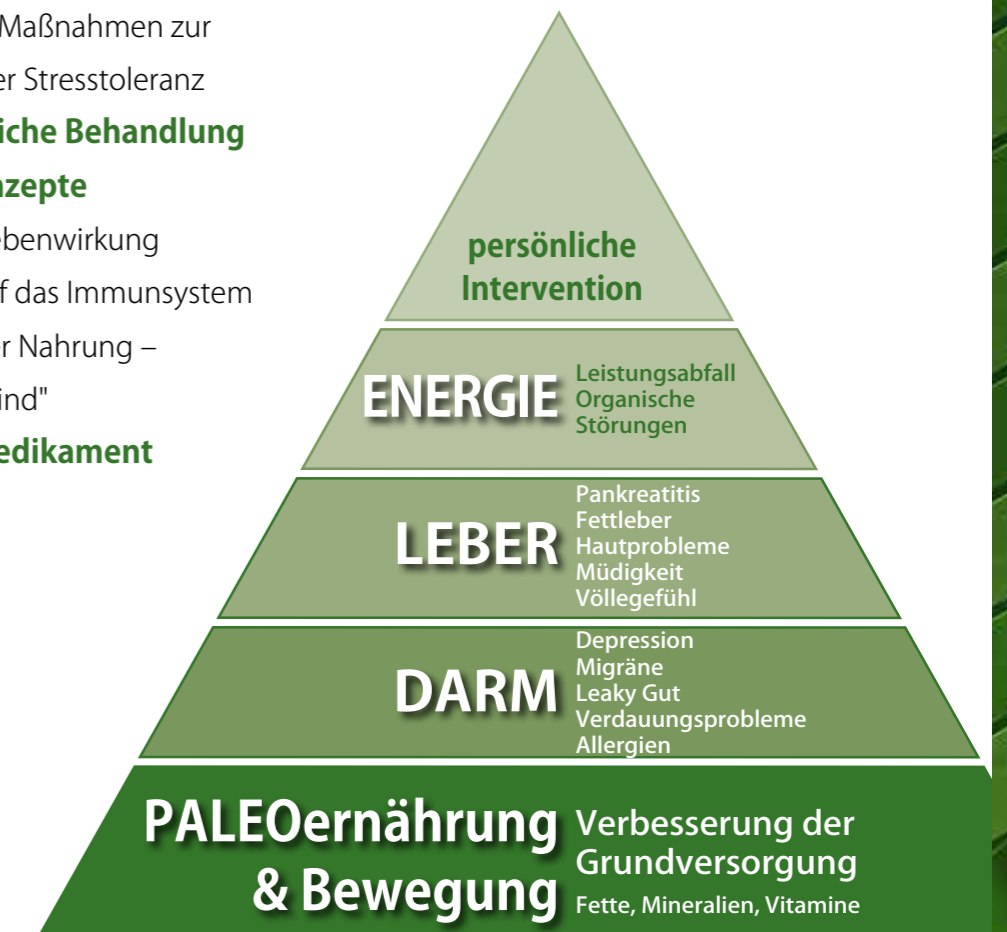 Maßnahmen zur
er Stresstoleranz
iche Behandlung
nzepte
ebenwirkung
f das Immunsystem
er Nahrung –
ind"
edikament
persönliche
Intervention
ENERGIE
Leistungsabfall
Organische
Störungen
LEBER
Pankreatitis
Fettleber
Hautprobleme
Müdigkeit
Völlegefühl
DARM
Depression
Migräne
Leaky Gut
Verdauungsprobleme
Allergien
PALEOernährung
& Bewegung
Verbesserung der
Grundversorgung
Fette, Mineralien, Vitamine